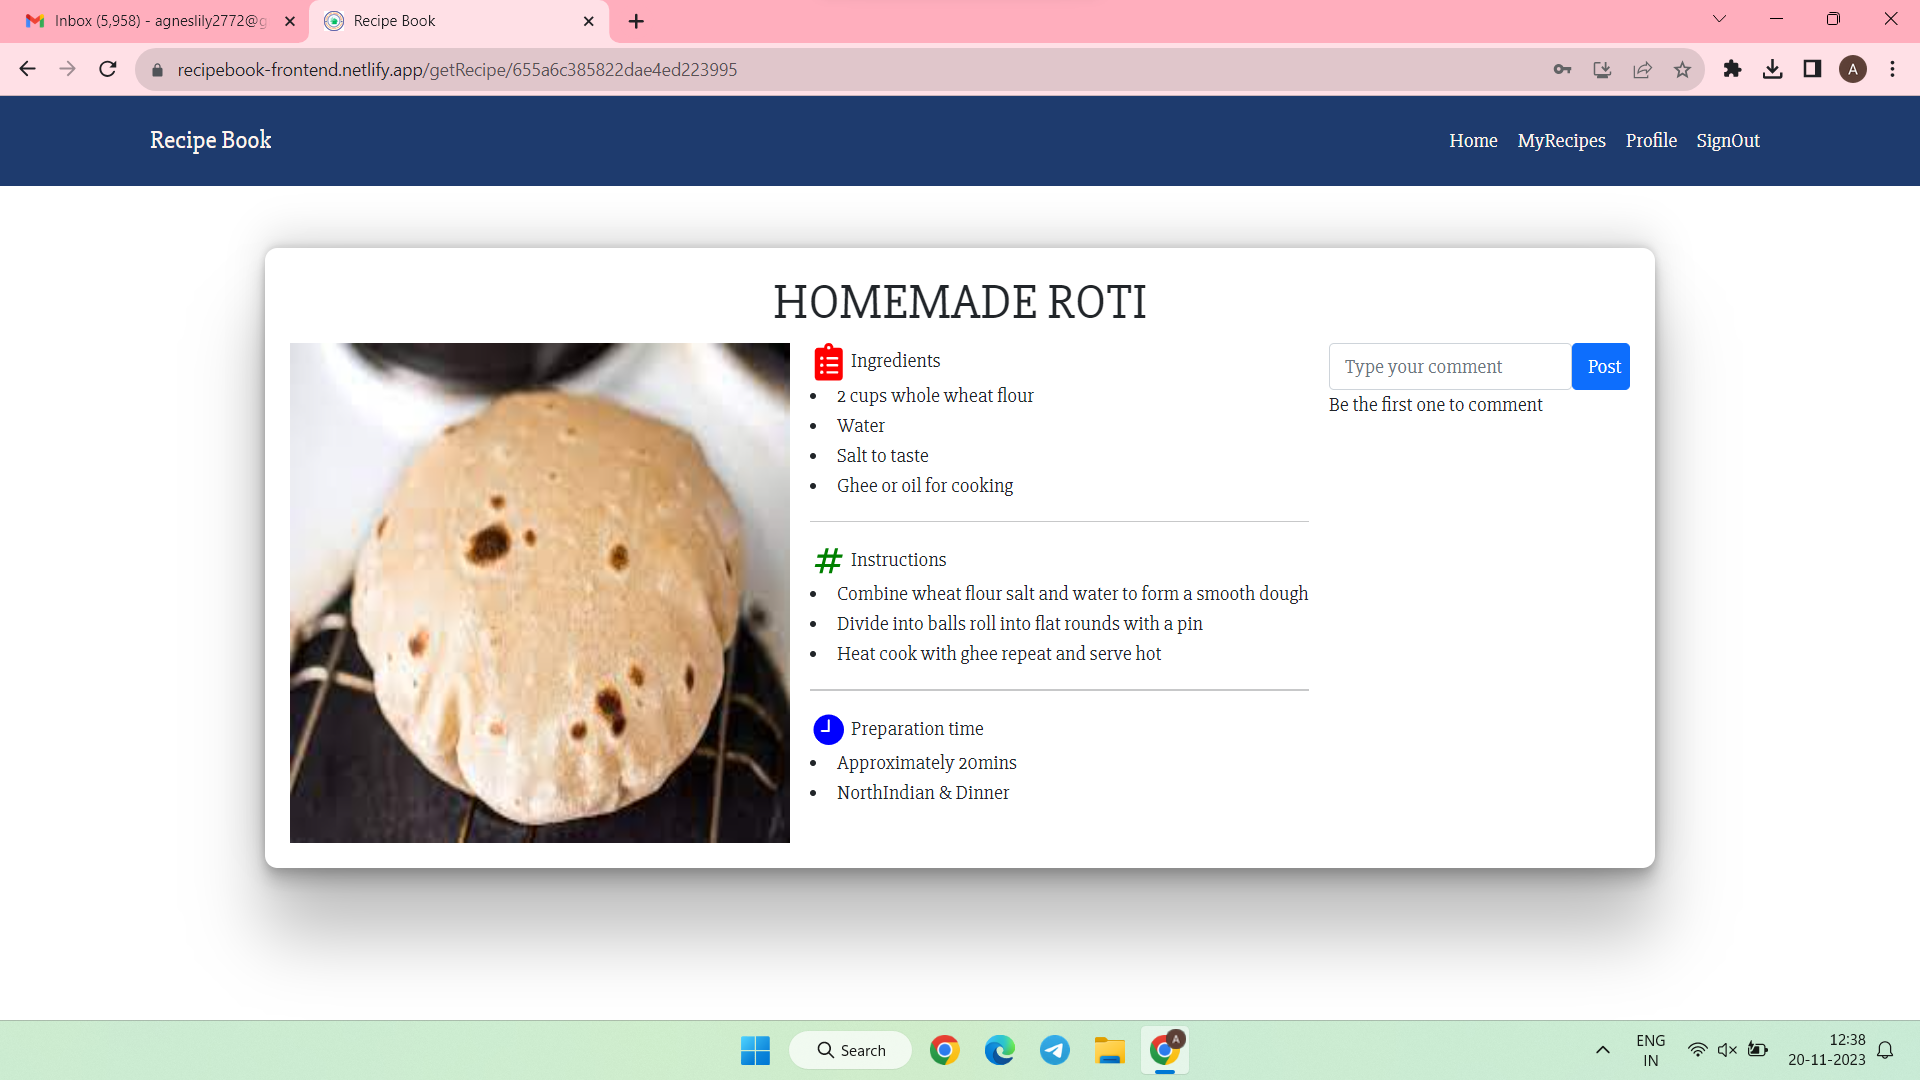 Inbox (5,958) - agneslily2772@g
Recipe Book
recipebook-frontend.netlify.app/getRecipe/655a6c385822dae4ed223995
A
Recipe Book
Home MyRecipes Profile SignOut
HOMEMADE ROTI
Ingredients
2 cups whole wheat flour
Water
Salt to taste
Ghee or oil for cooking
Instructions
Combine wheat flour salt and water to form a smooth dough
Divide into balls roll into flat rounds with a pin
Heat cook with ghee repeat and serve hot
Preparation time
Approximately 20mins
NorthIndian & Dinner
Type your comment Post
Be the first one to comment
Search
A
ENG
IN
12:38
20-11-2023